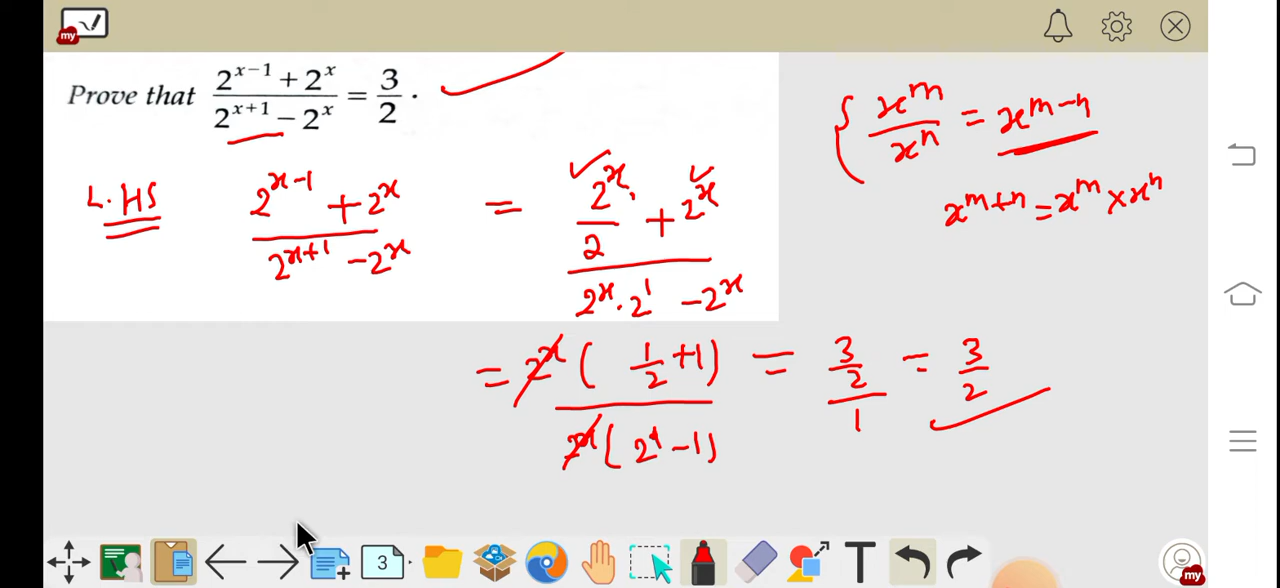 my
Prove that (2^(x−1) + 2^x)/(2^(x+1) − 2^x) = 3/2 .
{ x^m/x^n = x^(m−n)
x^(m+n) = x^m × x^n
L.HS (2^(x−1) + 2^x)/(2^(x+1) − 2^x) = (2^x/2 + 2^x)/(2^x · 2^1 − 2^x)
= 2^x(1/2 + 1)/2^x(2^1 − 1) = (3/2)/1 = 3/2
3
T
my